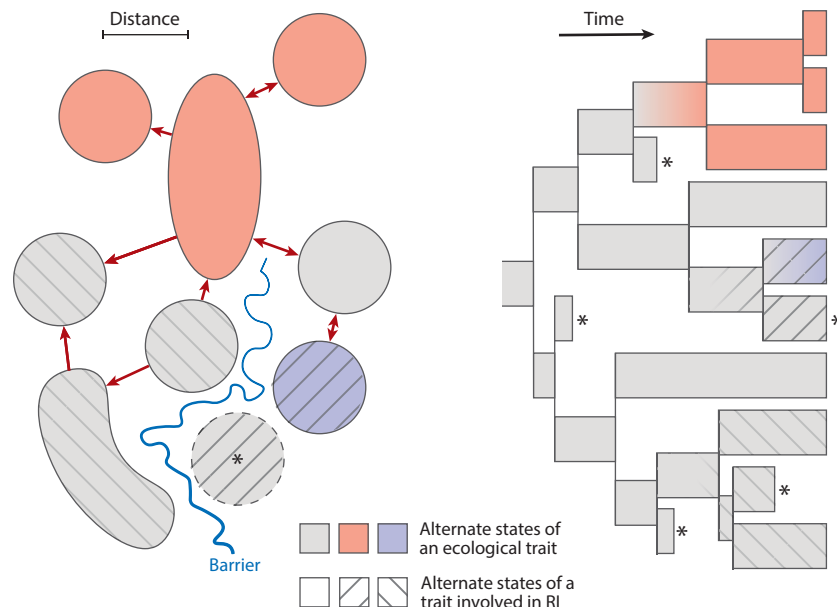 Distance
Time
*
*
*
*
*
*
Barrier
Alternate states of
an ecological trait
Alternate states of a
trait involved in RI